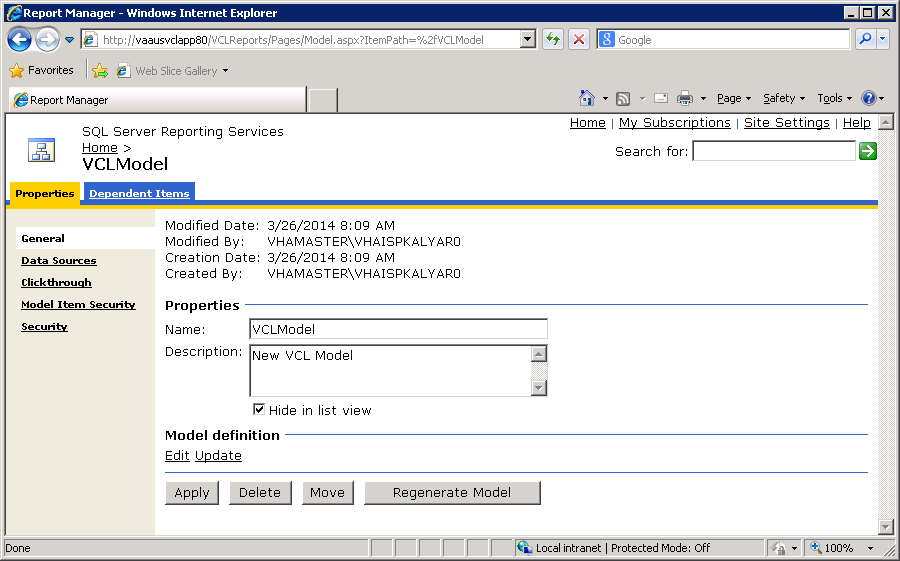 Report Manager - Windows Internet Explorer
http://vaausvclapp80/VCLReports/Pages/Model.aspx?ItemPath=%2fVCLModel
Google
Favorites
Web Slice Gallery
Report Manager
Page Safety Tools
Home | My Subscriptions | Site Settings | Help
SQL Server Reporting Services
Home >
VCLModel
Search for:
Properties Dependent Items
General
Data Sources
Clickthrough
Model Item Security
Security
Modified Date: 3/26/2014 8:09 AM
Modified By: VHAMASTER\VHAISPKALYAR0
Creation Date: 3/26/2014 8:09 AM
Created By: VHAMASTER\VHAISPKALYAR0
Properties
Name: VCLModel
Description: New VCL Model
Hide in list view
Model definition
Edit Update
Apply Delete Move Regenerate Model
Done Local intranet | Protected Mode: Off 100%